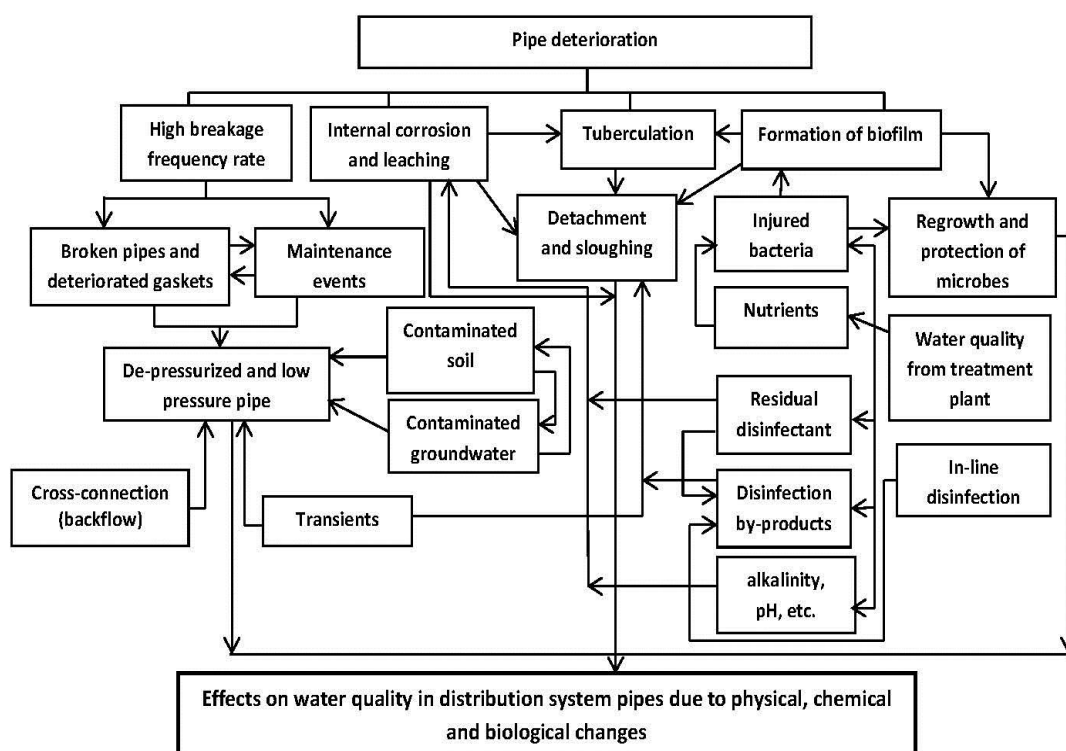 Pipe deterioration
High breakage
frequency rate
Internal corrosion
and leaching
Tuberculation
Formation of biofilm
Broken pipes and
deteriorated gaskets
Maintenance
events
Detachment
and sloughing
Injured
bacteria
Regrowth and
protection of
microbes
Nutrients
Water quality
from treatment
plant
De-pressurized and low
pressure pipe
Contaminated
soil
Contaminated
groundwater
Residual
disinfectant
In-line
disinfection
Cross-connection
(backflow)
Transients
Disinfection
by-products
alkalinity,
pH, etc.
Effects on water quality in distribution system pipes due to physical, chemical
and biological changes